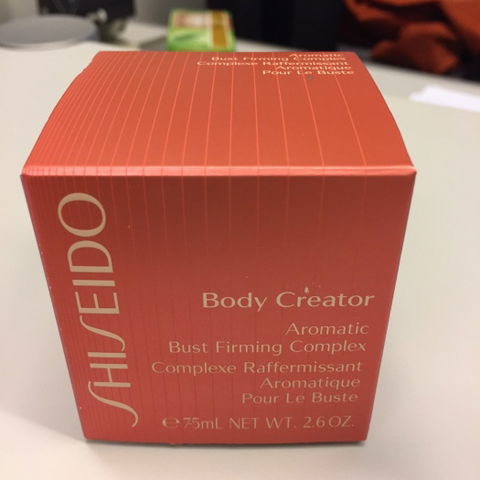 Aromatic
Bust Firming Complex
Complexe Raffermissant
Aromatique
Pour Le Buste
SHISEIDO
Body Creator
Aromatic
Bust Firming Complex
Complexe Raffermissant
Aromatique
Pour Le Buste
℮75mL NET WT. 2.6 OZ.